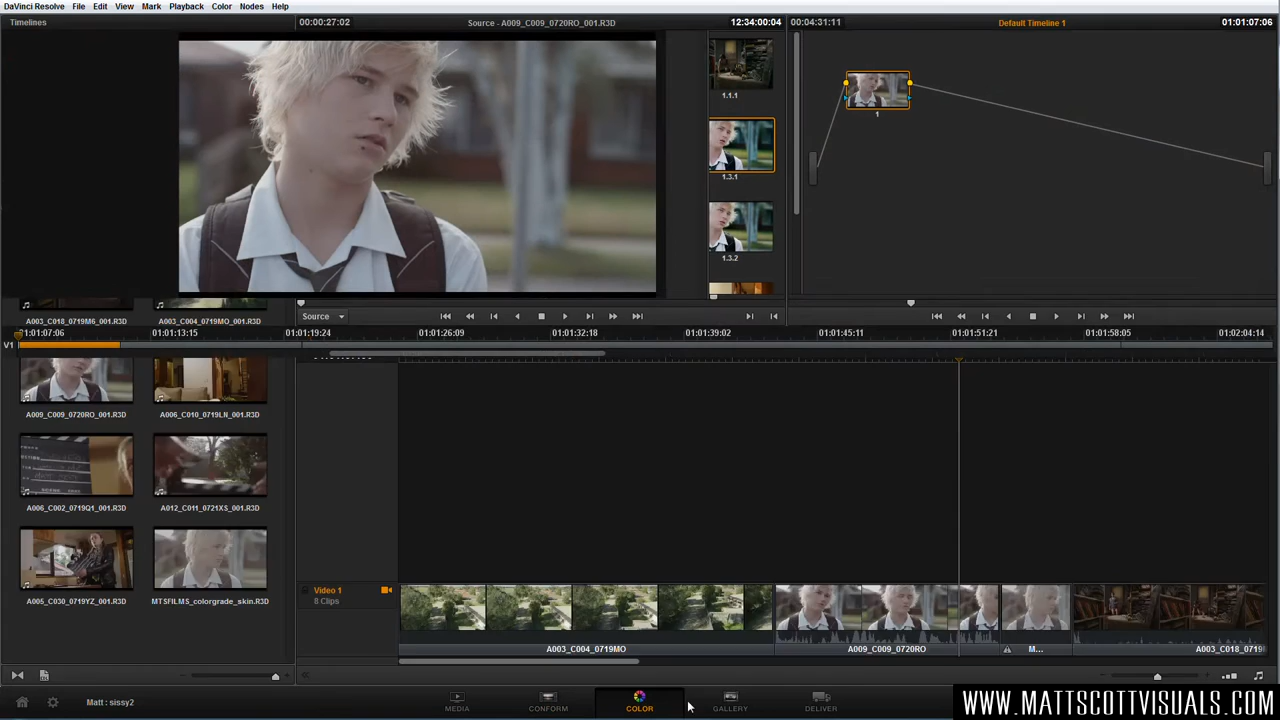 DaVinci Resolve File Edit View Mark Playback Color Nodes Help
Timelines
00:00:27:02
Source - A009_C009_0720RO_001.R3D
12:34:00:04
00:04:31:11
Default Timeline 1
01:01:07:06
1.1.1
1.3.1
1.3.2
1
A003_C018_0719M6_001.R3D
A003_C004_0719MO_001.R3D
Source
01:01:07:06
01:01:13:15
01:01:19:24
01:01:26:09
01:01:32:18
01:01:39:02
01:01:45:11
01:01:51:21
01:01:58:05
01:02:04:14
V1
A009_C009_0720RO_001.R3D
A006_C010_0719LN_001.R3D
A006_C002_0719Q1_001.R3D
A012_C011_0721XS_001.R3D
A005_C030_0719YZ_001.R3D
MTSFILMS_colorgrade_skin.R3D
Video 1
8 Clips
A003_C004_0719MO
A009_C009_0720RO
M...
A003_C018_0719
Matt : sissy2
MEDIA
CONFORM
COLOR
GALLERY
DELIVER
WWW.MATTSCOTTVISUALS.COM